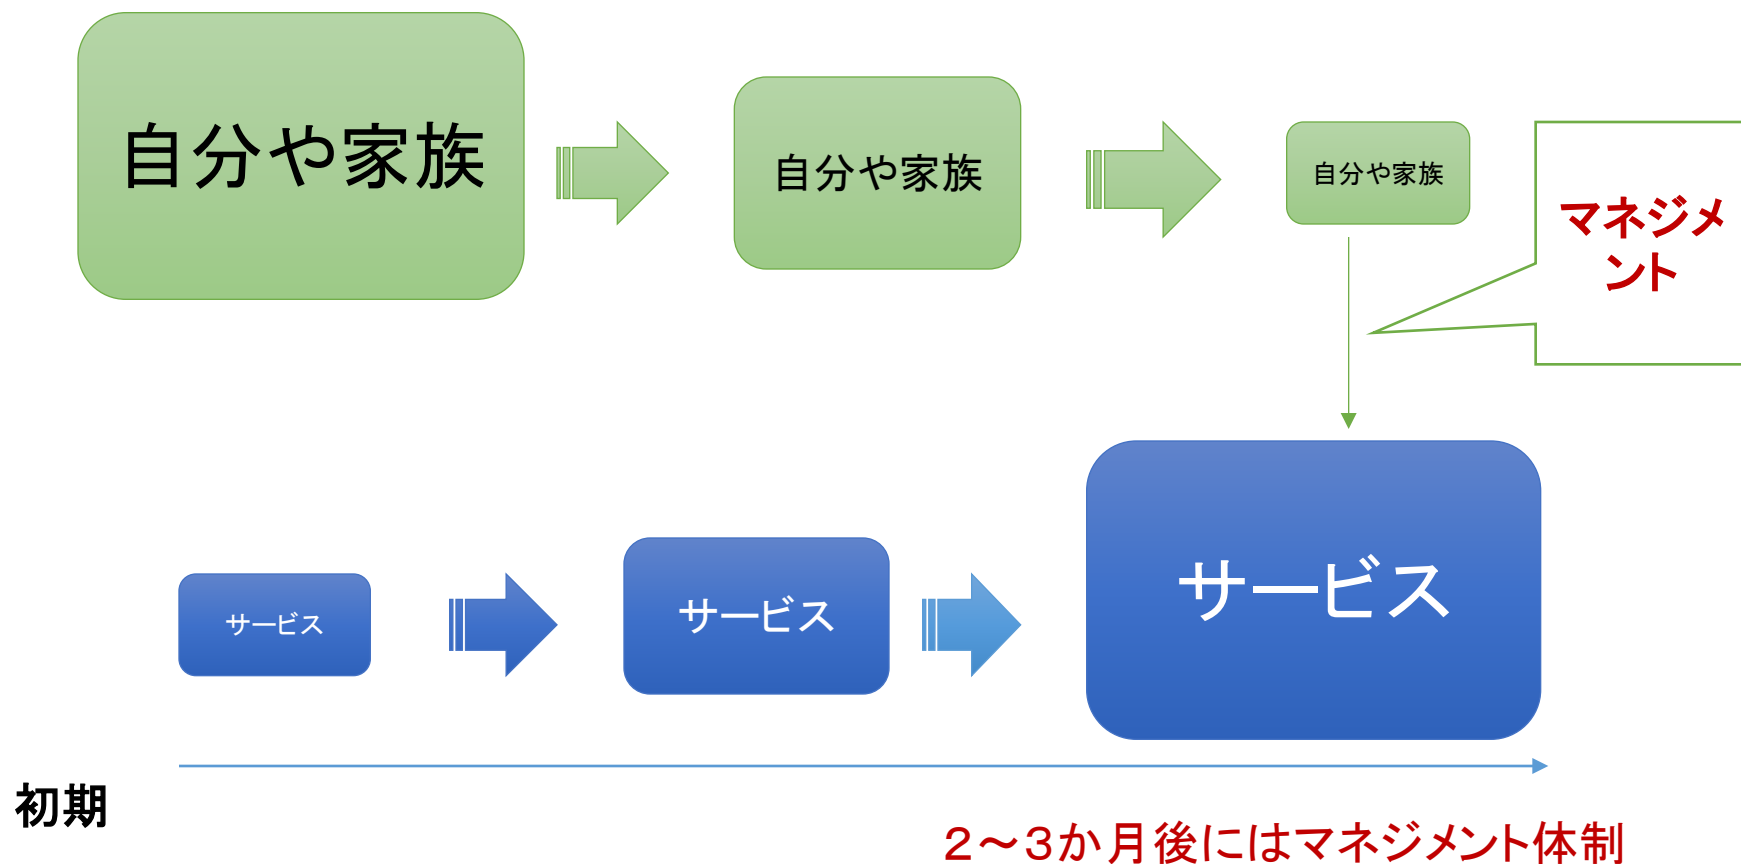 自分や家族
自分や家族
自分や家族
マネジメ
ント
サービス
サービス
サービス
初期
２～３か月後にはマネジメント体制